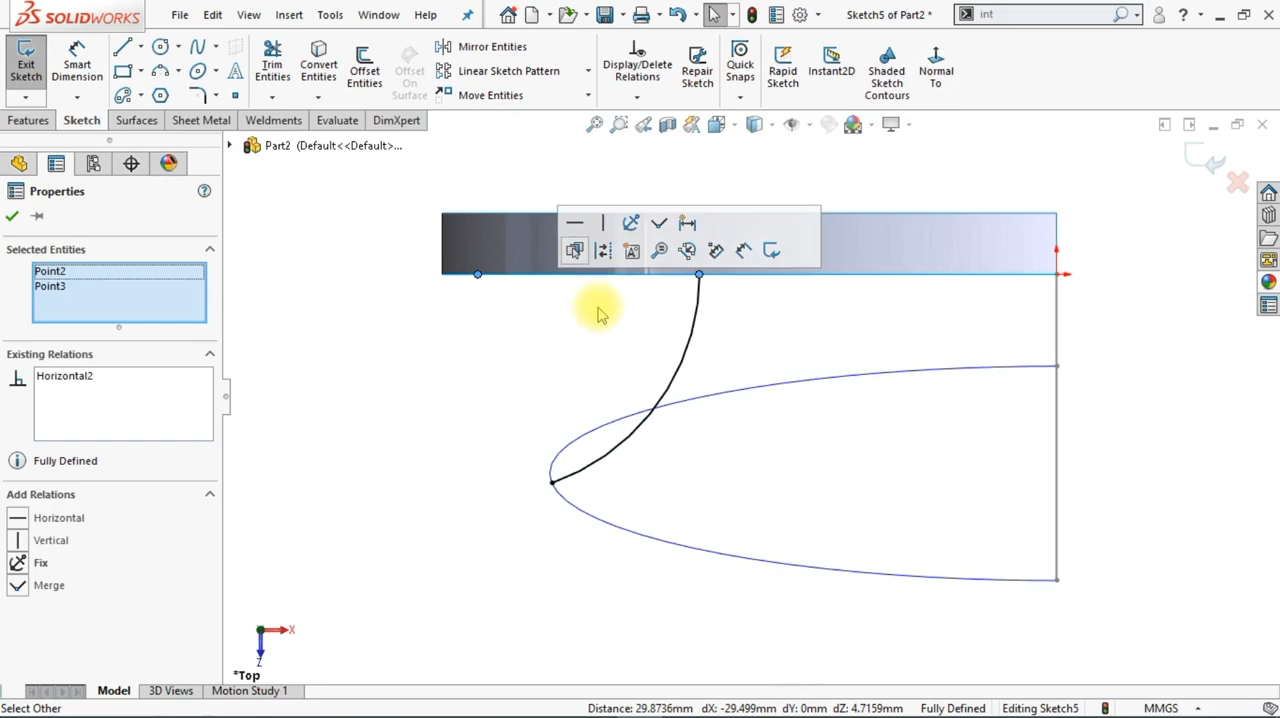 SOLIDWORKS File Edit View Insert Tools Window Help Sketch5 of Part2 * int
Exit Sketch
Smart Dimension
Trim Entities
Convert Entities
Offset Entities
Offset On Surface
Mirror Entities
Linear Sketch Pattern
Move Entities
Display/Delete Relations
Repair Sketch
Quick Snaps
Rapid Sketch
Instant2D
Shaded Sketch Contours
Normal To
Features Sketch Surfaces Sheet Metal Weldments Evaluate DimXpert
Part2 (Default<<Default>...
Properties
Selected Entities
Point2
Point3
Existing Relations
Horizontal2
Fully Defined
Add Relations
Horizontal
Vertical
Fix
Merge
X
Z
*Top
Model 3D Views Motion Study 1
Select Other Distance: 29.8736mm dX: -29.499mm dY: 0mm dZ: 4.7159mm Fully Defined Editing Sketch5 MMGS